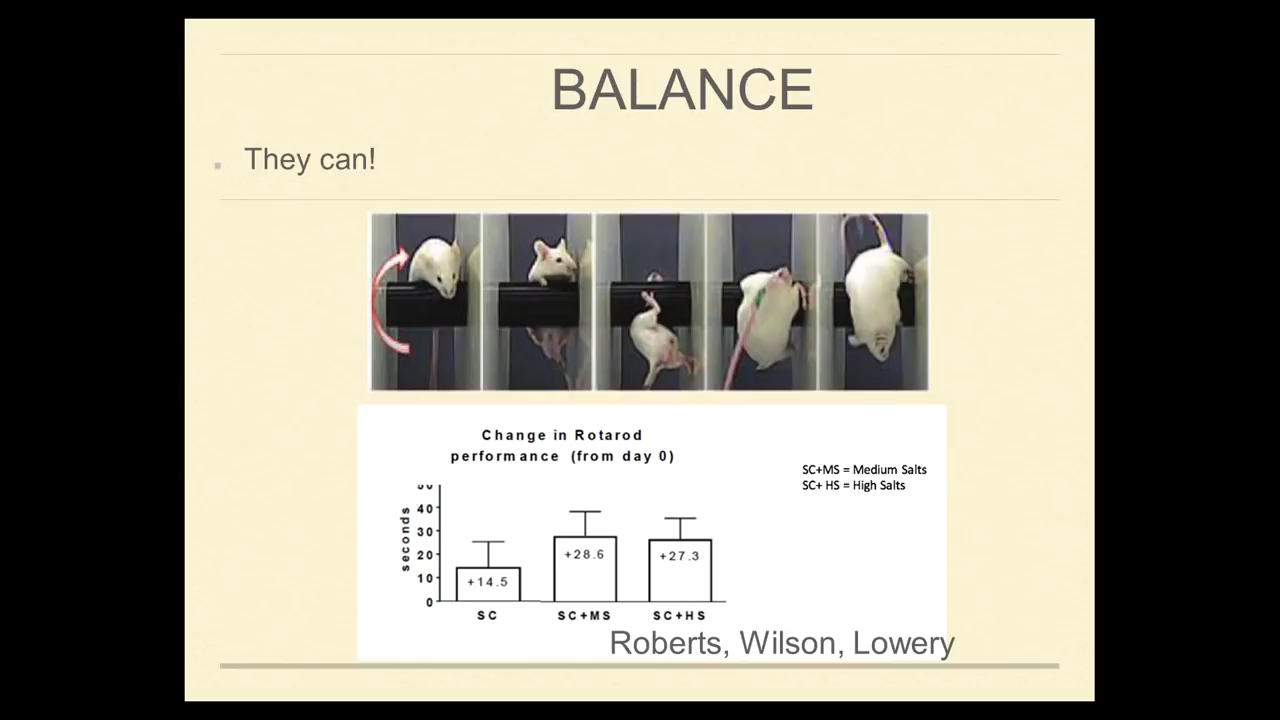 BALANCE
They can!
Change in Rotarod
performance (from day 0)
SC+MS = Medium Salts
SC+ HS = High Salts
seconds
50
40
30
20
10
0
+14.5
+28.6
+27.3
SC
SC+MS
SC+HS
Roberts, Wilson, Lowery